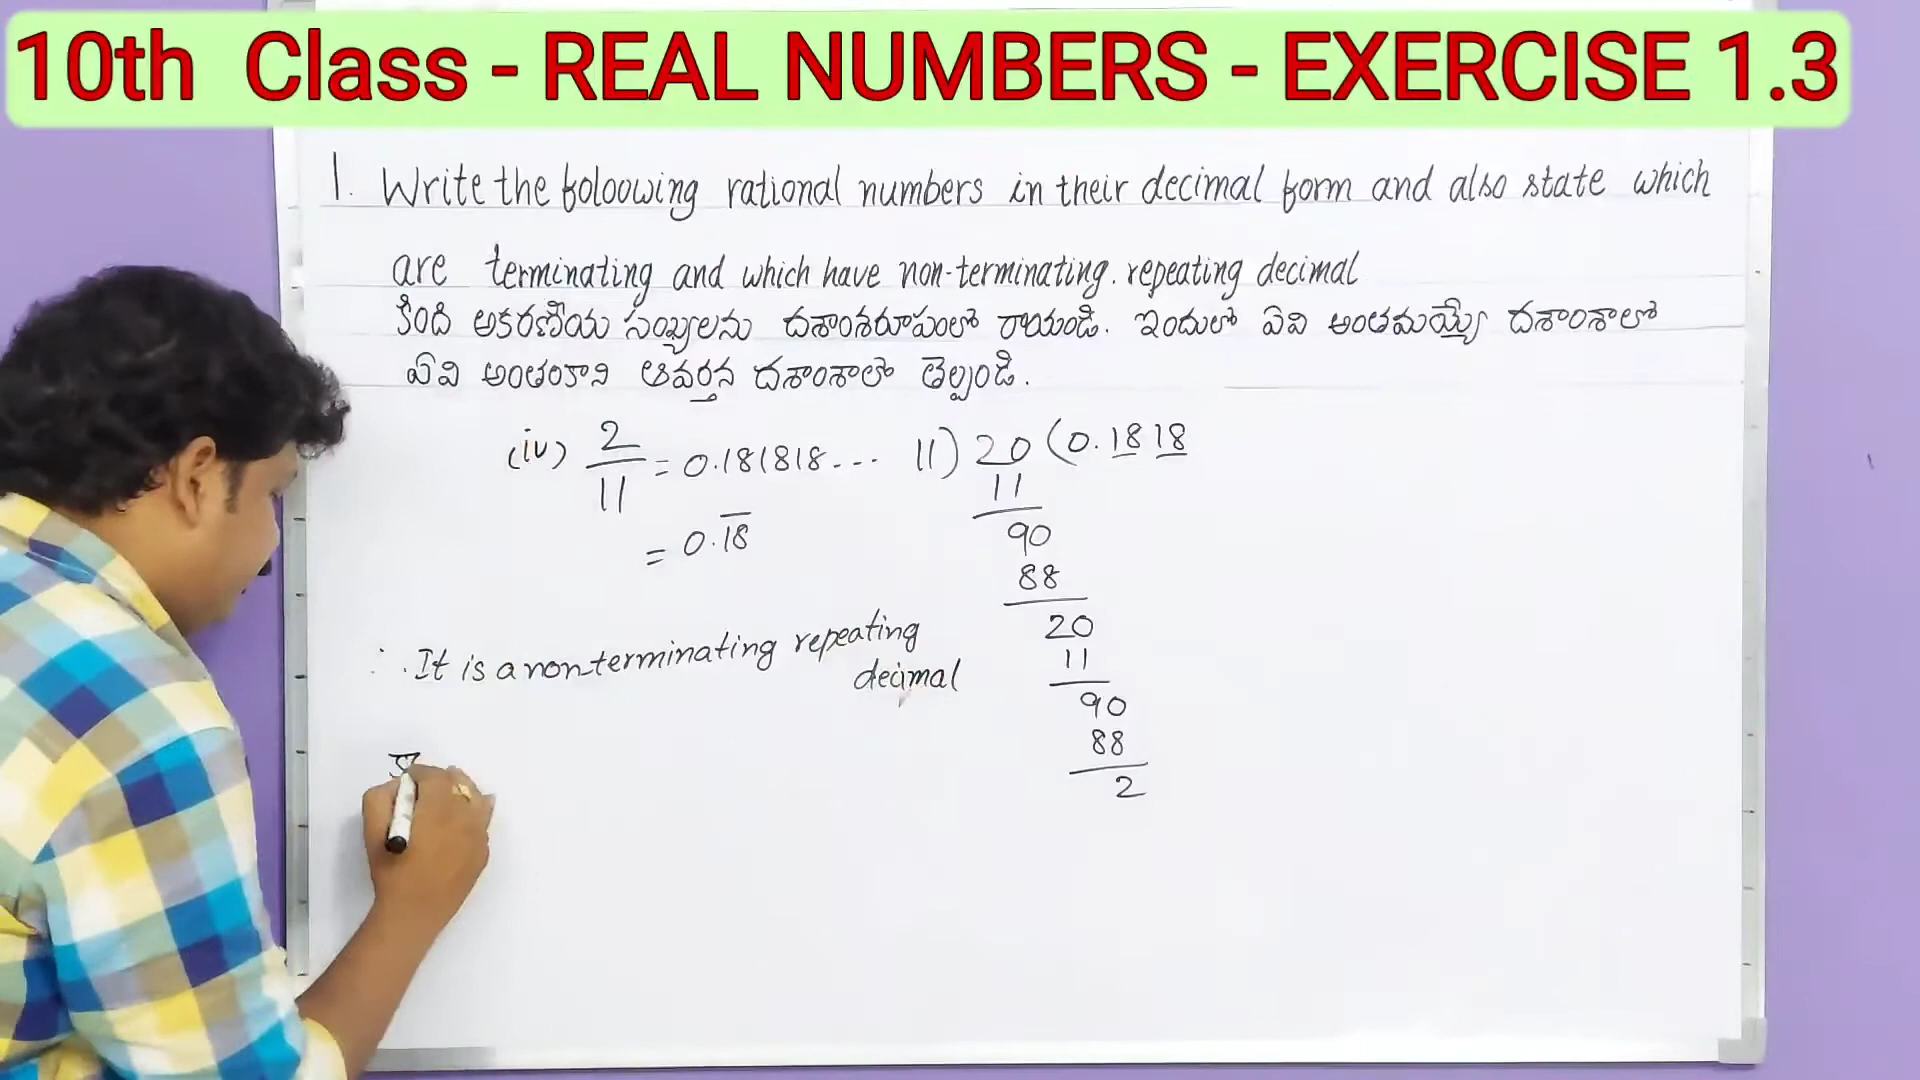 10th Class - REAL NUMBERS - EXERCISE 1.3
1. Write the foloowing rational numbers in their decimal form and also state which
are terminating and which have non-terminating. repeating decimal
కింది అకరణీయ సంఖ్యలను దశాంశరూపంలో రాయండి. ఇందులో ఏవి అంతమయ్యే దశాంశాలో
ఏవి అంతంకాని ఆవర్తన దశాంశాలో తెల్పండి.
(iv) 2/11 = 0.181818... 11) 20 (0.1818
11
= 0.1̅8̅
90
88
20
∴ It is a non-terminating repeating
decimal
11
90
88
2